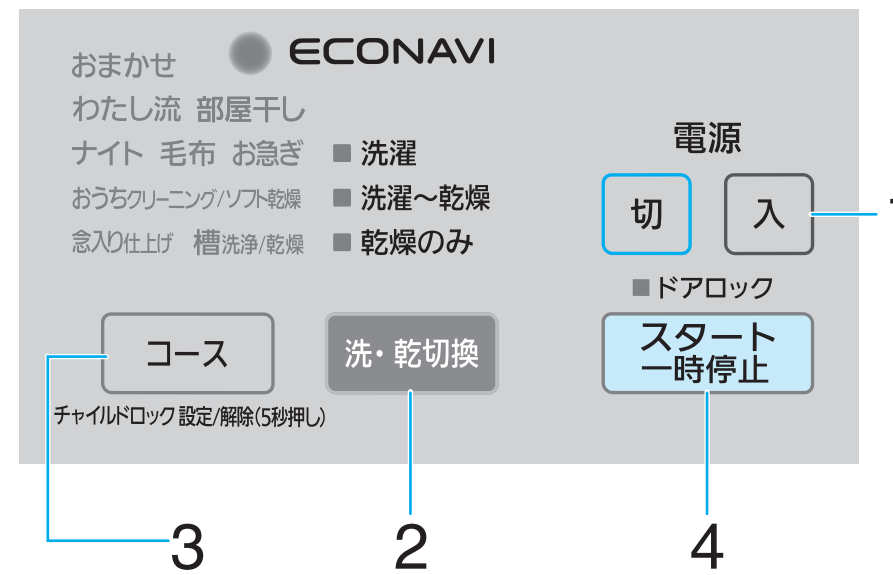 ECONAVI
おまかせ
わたし流 部屋干し
ナイト 毛布 お急ぎ ■洗濯
おうちクリーニング/ソフト乾燥 ■洗濯～乾燥
念入り仕上げ 槽洗浄/乾燥 ■乾燥のみ
電源
切 入
■ドアロック
コース 洗・乾切換 スタート
一時停止
チャイルドロック設定/解除(5秒押し)
3 2 4